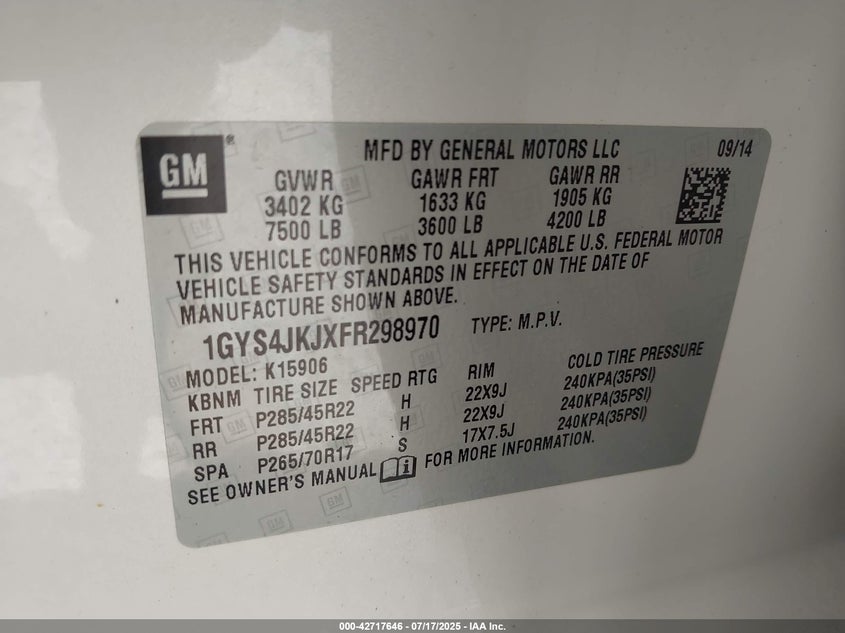 GM® MFD BY GENERAL MOTORS LLC 09/14
GVWR GAWR FRT GAWR RR
3402 KG 1633 KG 1905 KG
7500 LB 3600 LB 4200 LB
THIS VEHICLE CONFORMS TO ALL APPLICABLE U.S. FEDERAL MOTOR
VEHICLE SAFETY STANDARDS IN EFFECT ON THE DATE OF
MANUFACTURE SHOWN ABOVE.
1GYS4JKJXFR298970 TYPE: M.P.V.
MODEL: K15906
KBNM TIRE SIZE SPEED RTG RIM COLD TIRE PRESSURE
FRT P285/45R22 H 22X9J 240KPA(35PSI)
RR P285/45R22 H 22X9J 240KPA(35PSI)
SPA P265/70R17 S 17X7.5J 240KPA(35PSI)
SEE OWNER'S MANUAL FOR MORE INFORMATION.
000-42717646 - 07/17/2025 - IAA Inc.